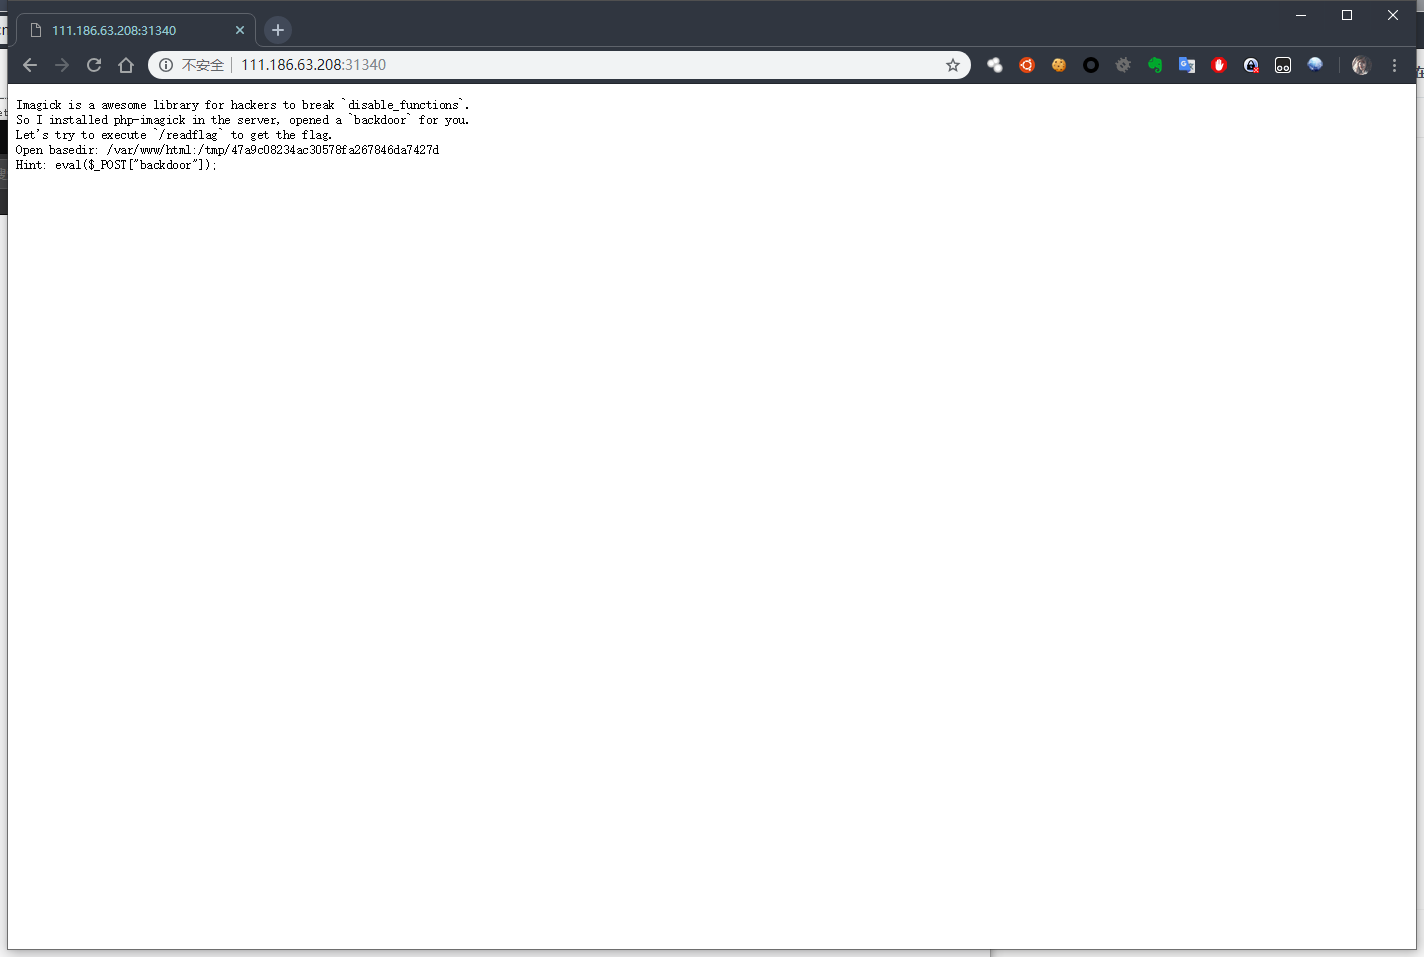 111.186.63.208:31340
不安全 111.186.63.208:31340
Imagick is a awesome library for hackers to break `disable_functions`.
So I installed php-imagick in the server, opened a `backdoor` for you.
Let's try to execute `/readflag` to get the flag.
Open basedir: /var/www/html:/tmp/47a9c08234ac30578fa267846da7427d
Hint: eval($_POST["backdoor"]);